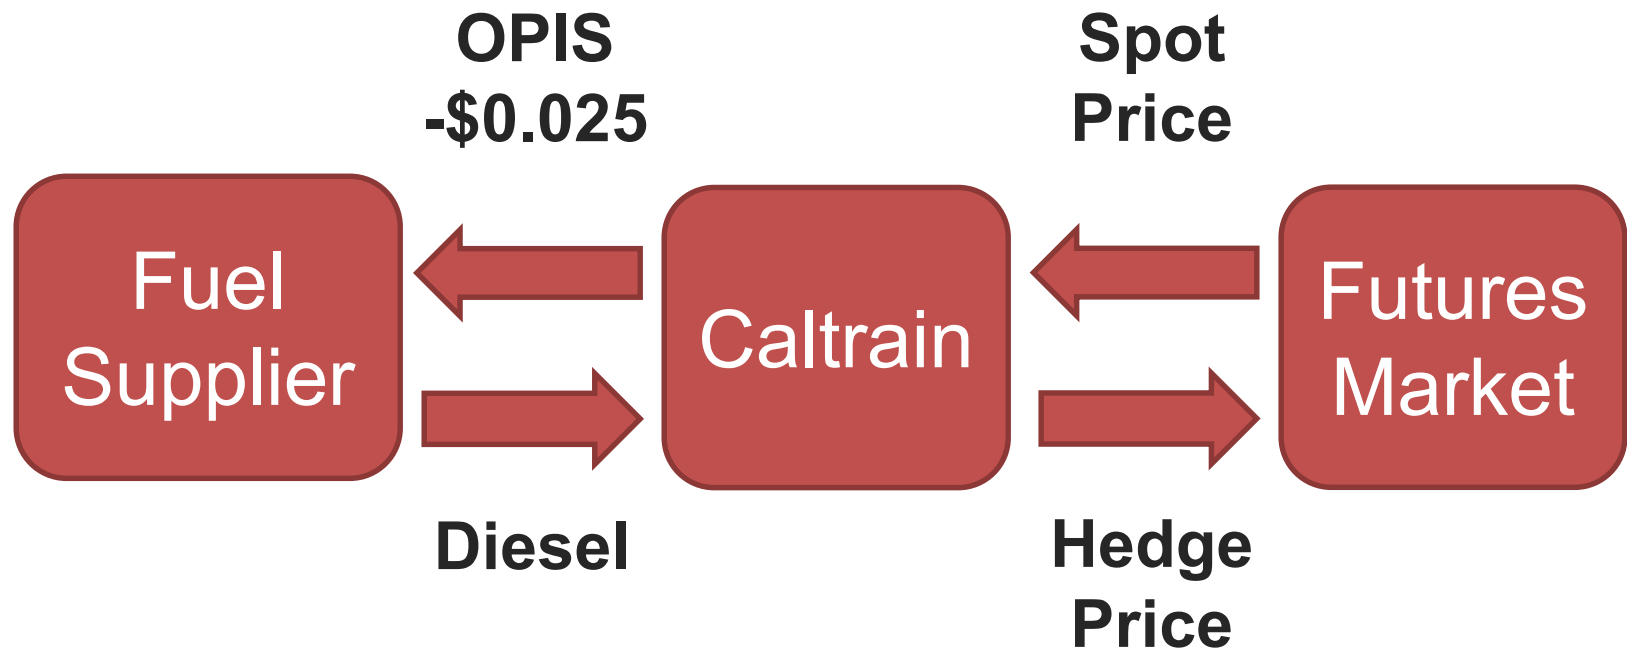 OPIS
-$0.025
Spot
Price
Fuel
Supplier
Caltrain
Futures
Market
Diesel
Hedge
Price